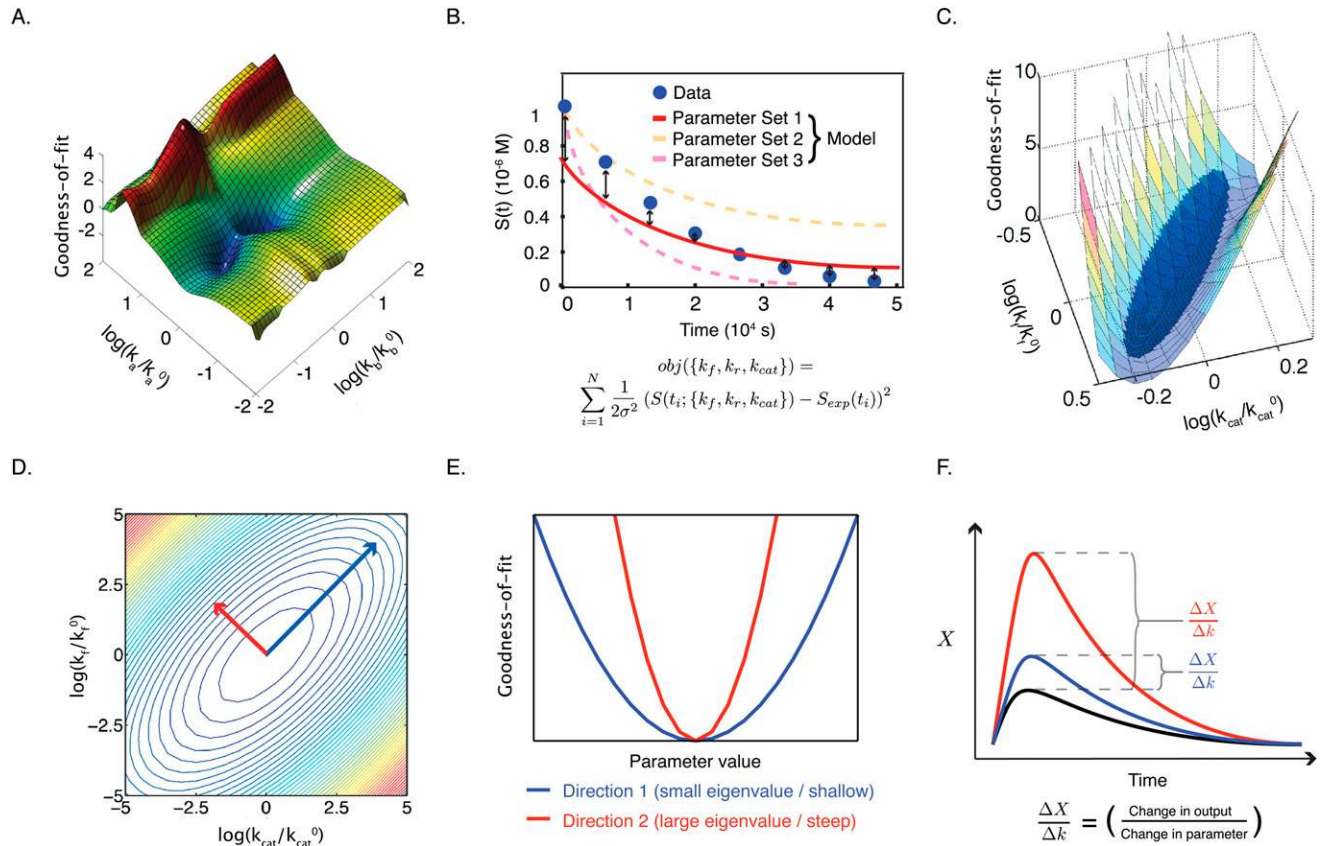 A.
Goodness-of-fit
4
2
0
-2
2
1
0
-1
-2
-2
-1
0
1
2
log(k_a/k_a^0)
log(k_b/k_b^0)
B.
Data
Parameter Set 1
Parameter Set 2
Parameter Set 3
} Model
S(t) (10^-6 M)
1
0.8
0.6
0.4
0.2
0
0 1 2 3 4 5
Time (10^4 s)
obj({k_f, k_r, k_cat}) =
\sum_{i=1}^{N} \frac{1}{2σ^2} (S(t_i; {k_f, k_r, k_cat}) − S_exp(t_i))^2
C.
Goodness-of-fit
10
5
0
-0.5
0
0.5
-0.2
0
0.2
log(k_f/k_f^0)
log(k_cat/k_cat^0)
D.
log(k_f/k_f^0)
5
2.5
0
−2.5
−5
−5 −2.5 0 2.5 5
log(k_cat/k_cat^0)
E.
Goodness-of-fit
Parameter value
Direction 1 (small eigenvalue / shallow)
Direction 2 (large eigenvalue / steep)
F.
X
ΔX
Δk
ΔX
Δk
Time
ΔX/Δk = (Change in output/Change in parameter)